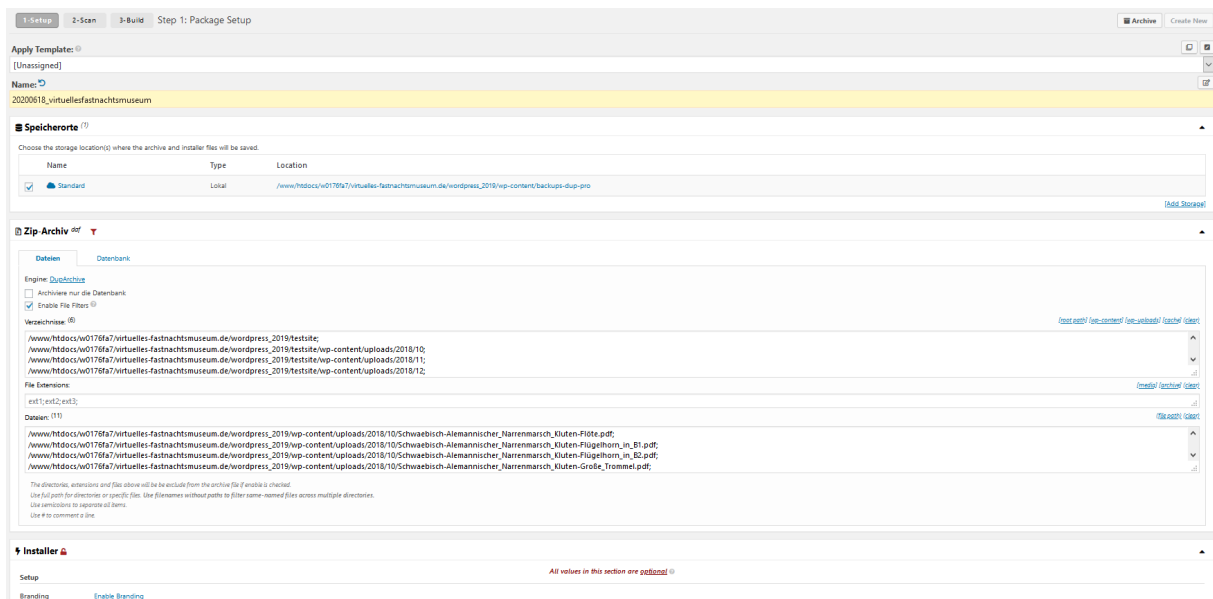 1-Setup 2-Scan 3-Build Step 1: Package Setup Archive Create New
Apply Template:
[Unassigned]
Name:
20200618_virtuellesfastnachtsmuseum
Speicherorte (1)
Choose the storage location(s) where the archive and installer files will be saved.
Name Type Location
Standard Lokal /www/htdocs/w0176fa7/virtuelles-fastnachtsmuseum.de/wordpress_2019/wp-content/backups-dup-pro
[Add Storage]
Zip-Archiv daf
Dateien Datenbank
Engine: DupArchive
Archiviere nur die Datenbank
Enable File Filters
Verzeichnisse: (6) [root path] [wp-content] [wp-uploads] [cache] (clear)
/www/htdocs/w0176fa7/virtuelles-fastnachtsmuseum.de/wordpress_2019/testsite;
/www/htdocs/w0176fa7/virtuelles-fastnachtsmuseum.de/wordpress_2019/testsite/wp-content/uploads/2018/10;
/www/htdocs/w0176fa7/virtuelles-fastnachtsmuseum.de/wordpress_2019/testsite/wp-content/uploads/2018/11;
/www/htdocs/w0176fa7/virtuelles-fastnachtsmuseum.de/wordpress_2019/testsite/wp-content/uploads/2018/12;
File Extensions: [media] [archive] (clear)
ext1;ext2;ext3;
Dateien: (11) (file path) (clear)
/www/htdocs/w0176fa7/virtuelles-fastnachtsmuseum.de/wordpress_2019/wp-content/uploads/2018/10/Schwaebisch-Alemannischer_Narrenmarsch_Kluten-Flöte.pdf;
/www/htdocs/w0176fa7/virtuelles-fastnachtsmuseum.de/wordpress_2019/wp-content/uploads/2018/10/Schwaebisch-Alemannischer_Narrenmarsch_Kluten-Flügelhorn_in_B1.pdf;
/www/htdocs/w0176fa7/virtuelles-fastnachtsmuseum.de/wordpress_2019/wp-content/uploads/2018/10/Schwaebisch-Alemannischer_Narrenmarsch_Kluten-Flügelhorn_in_B2.pdf;
/www/htdocs/w0176fa7/virtuelles-fastnachtsmuseum.de/wordpress_2019/wp-content/uploads/2018/10/Schwaebisch-Alemannischer_Narrenmarsch_Kluten-Große_Trommel.pdf;
The directories, extensions and files above will be be exclude from the archive file if enable is checked.
Use full path for directories or specific files. Use filenames without paths to filter same-named files across multiple directories.
Use semicolons to separate all items.
Use # to comment a line.
Installer
All values in this section are optional
Setup
Branding Enable Branding